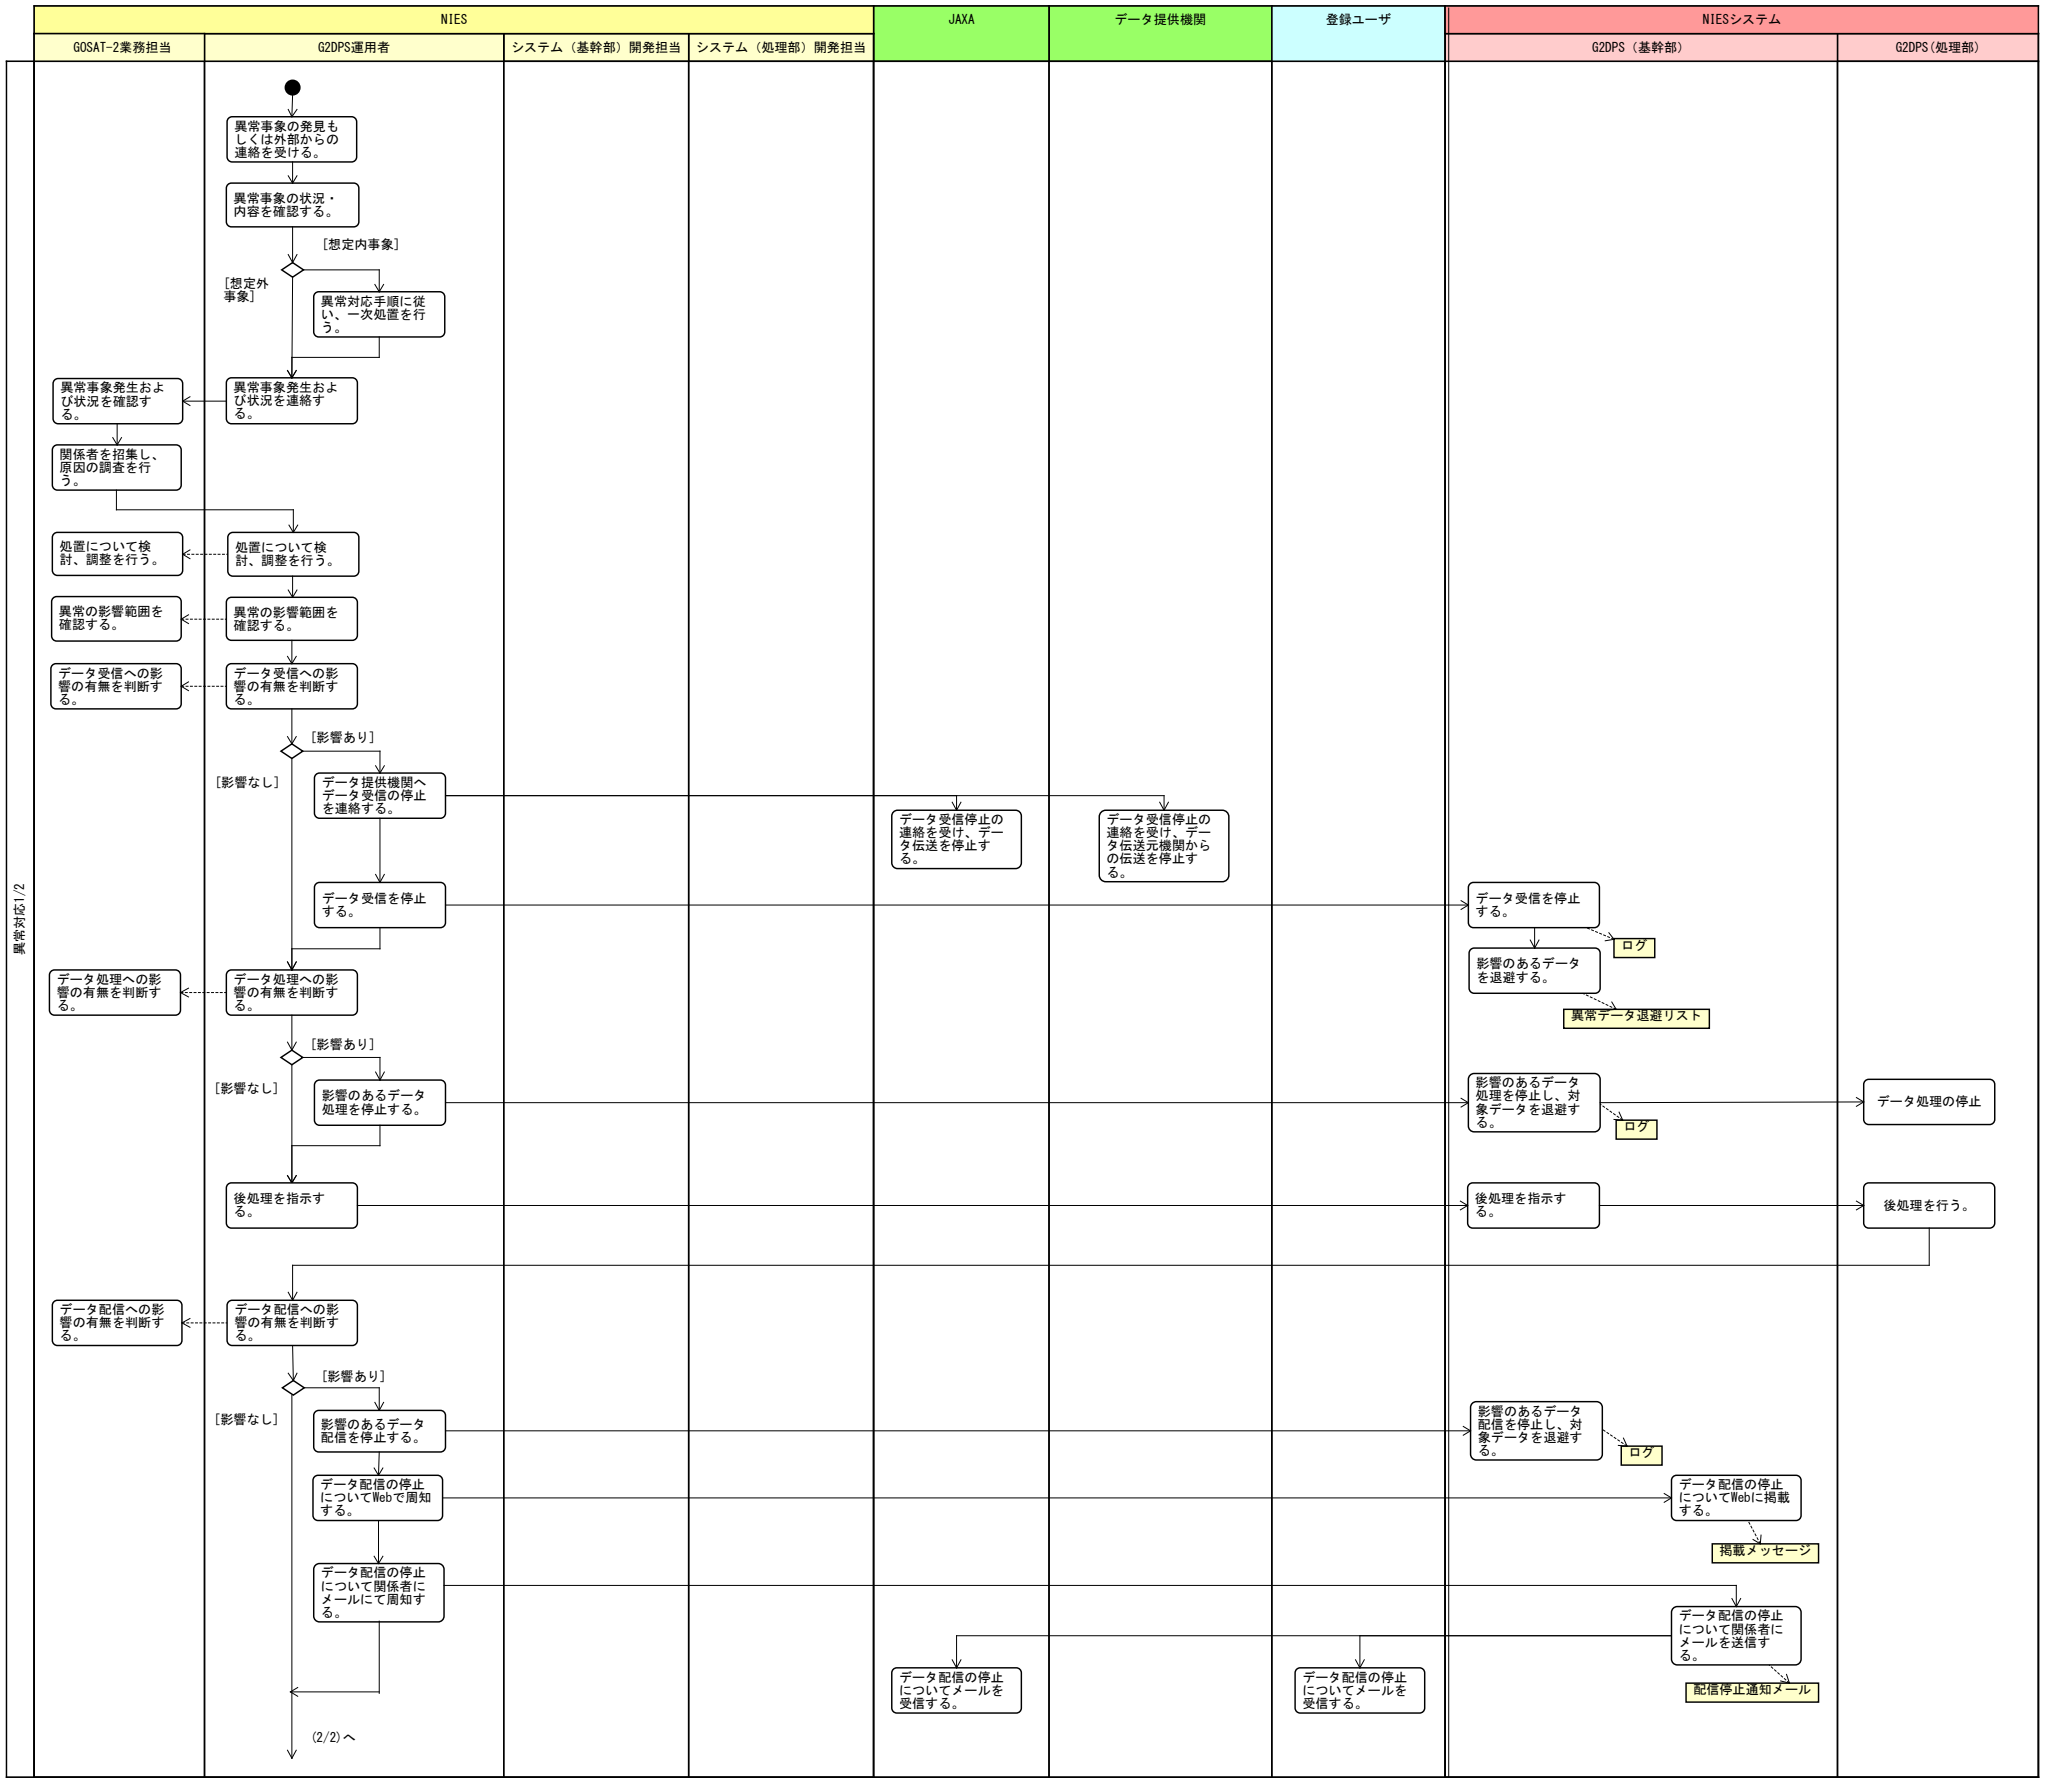 NIES
JAXA
データ提供機関
登録ユーザ
NIESシステム
GOSAT-2業務担当
G2DPS運用者
システム（基幹部）開発担当
システム（処理部）開発担当
G2DPS（基幹部）
G2DPS(処理部)
異常対応1/2
異常事象の発見も
しくは外部からの
連絡を受ける。
異常事象の状況・
内容を確認する。
[想定内事象]
[想定外
事象]
異常対応手順に従
い、一次処置を行
う。
異常事象発生およ
び状況を確認す
る。
異常事象発生およ
び状況を連絡す
る。
関係者を招集し、
原因の調査を行
う。
処置について検
討、調整を行う。
処置について検
討、調整を行う。
異常の影響範囲を
確認する。
異常の影響範囲を
確認する。
データ受信への影
響の有無を判断す
る。
データ受信への影
響の有無を判断す
る。
[影響あり]
[影響なし]
データ提供機関へ
データ受信の停止
を連絡する。
データ受信停止の
連絡を受け、デー
タ伝送を停止す
る。
データ受信停止の
連絡を受け、デー
タ伝送元機関から
の伝送を停止す
る。
データ受信を停止
する。
データ受信を停止
する。
ログ
影響のあるデータ
を退避する。
異常データ退避リスト
データ処理への影
響の有無を判断す
る。
データ処理への影
響の有無を判断す
る。
[影響あり]
[影響なし]
影響のあるデータ
処理を停止する。
影響のあるデータ
処理を停止し、対
象データを退避す
る。
ログ
データ処理の停止
後処理を指示す
る。
後処理を指示す
る。
後処理を行う。
データ配信への影
響の有無を判断す
る。
データ配信への影
響の有無を判断す
る。
[影響あり]
[影響なし]
影響のあるデータ
配信を停止する。
影響のあるデータ
配信を停止し、対
象データを退避す
る。
ログ
データ配信の停止
についてWebで周知
する。
データ配信の停止
についてWebに掲載
する。
掲載メッセージ
データ配信の停止
について関係者に
メールにて周知す
る。
データ配信の停止
について関係者に
メールを送信す
る。
配信停止通知メール
データ配信の停止
についてメールを
受信する。
データ配信の停止
についてメールを
受信する。
(2/2)へ